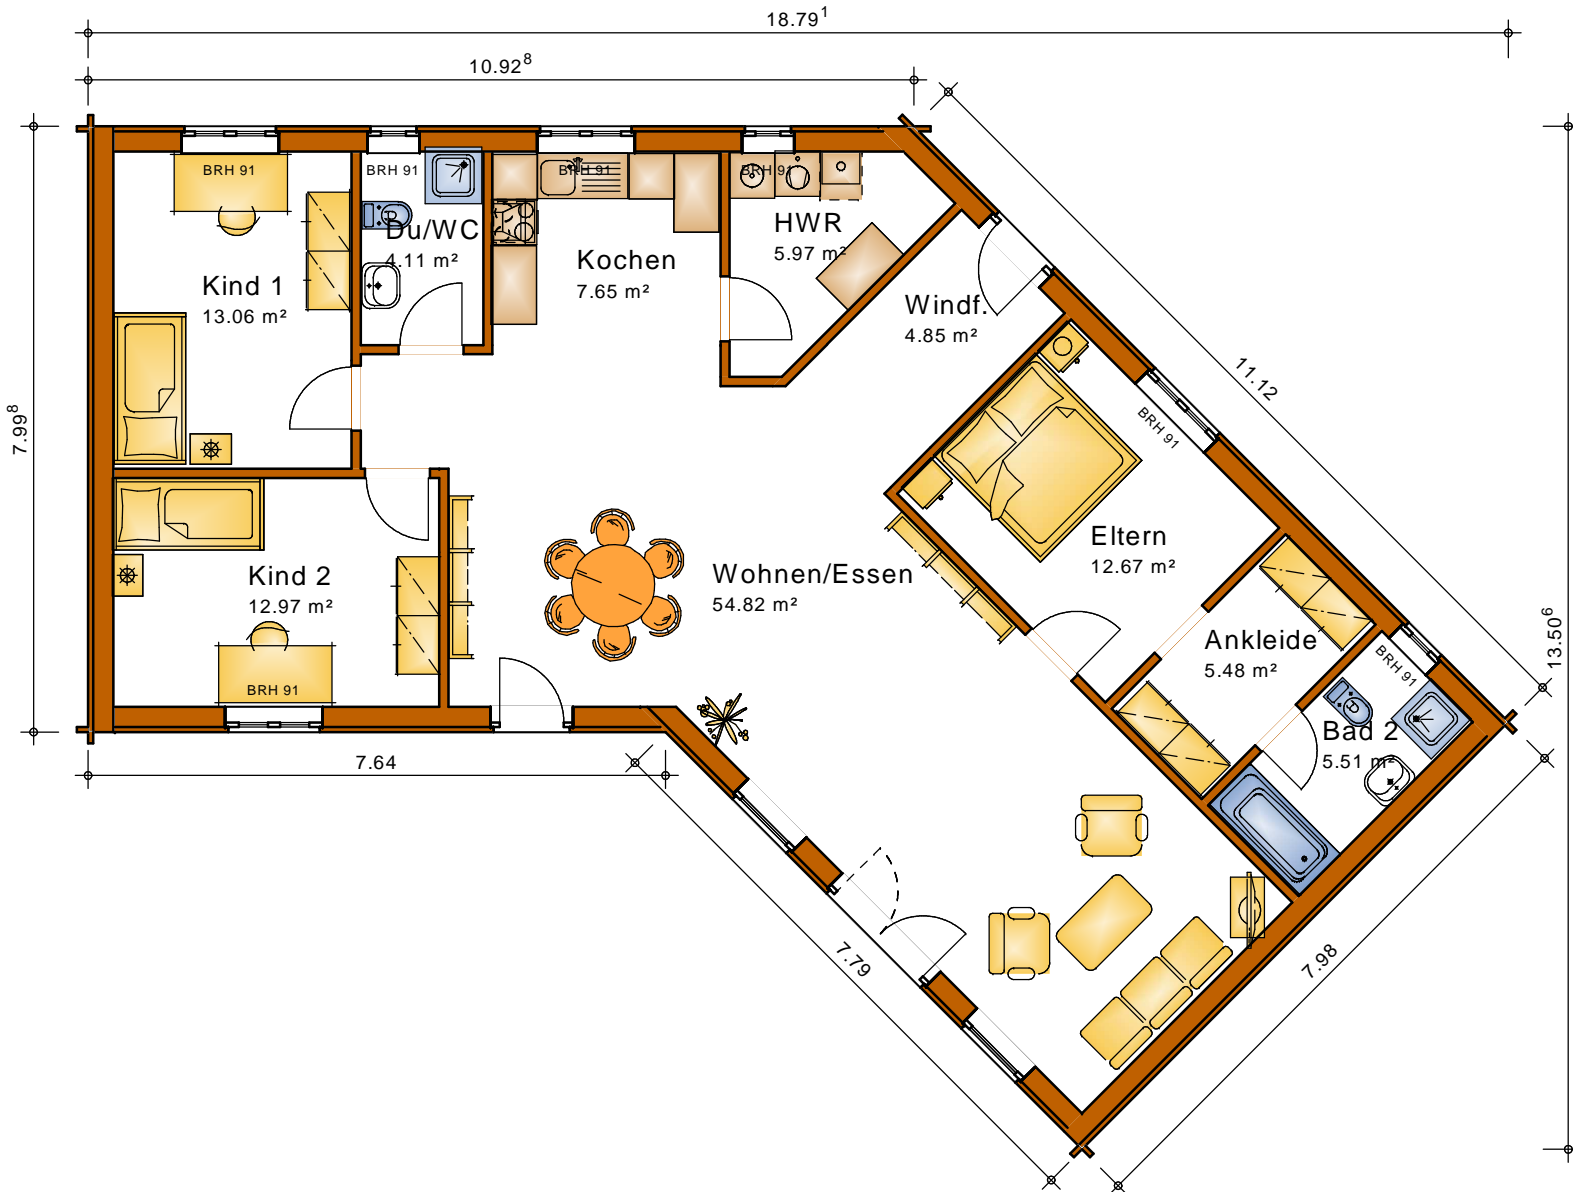 18.79¹
10.92⁸
BRH 91
BRH 91
BRH 91
BRH 91
Du/WC
4.11 m²
HWR
5.97 m²
Kochen
7.65 m²
Kind 1
13.06 m²
Windf.
4.85 m²
11.12
7.99⁸
BRH 91
Eltern
12.67 m²
Kind 2
12.97 m²
Wohnen/Essen
54.82 m²
Ankleide
5.48 m²
13.50⁶
BRH 91
BRH 91
Bad 2
5.51 m²
7.64
7.79
7.98